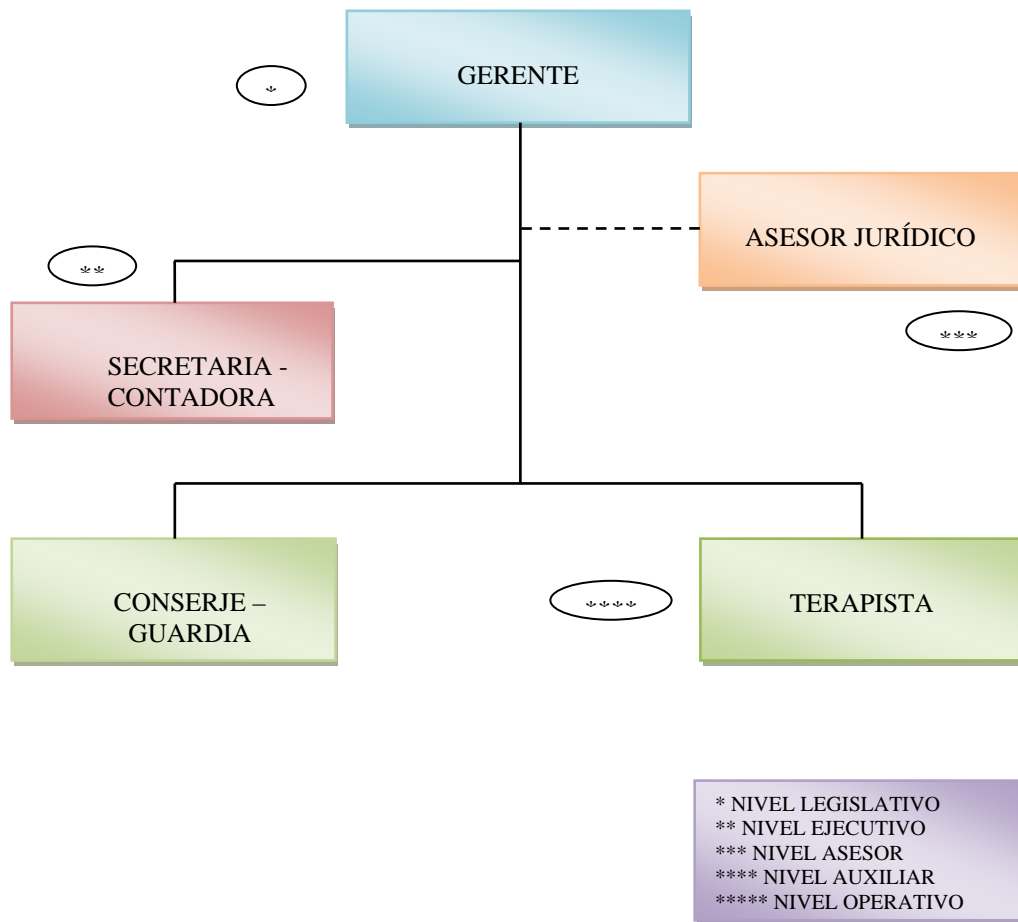 GERENTE
*
ASESOR JURÍDICO
**
***
SECRETARIA -
CONTADORA
CONSERJE –
GUARDIA
****
TERAPISTA
* NIVEL LEGISLATIVO
** NIVEL EJECUTIVO
*** NIVEL ASESOR
**** NIVEL AUXILIAR
***** NIVEL OPERATIVO